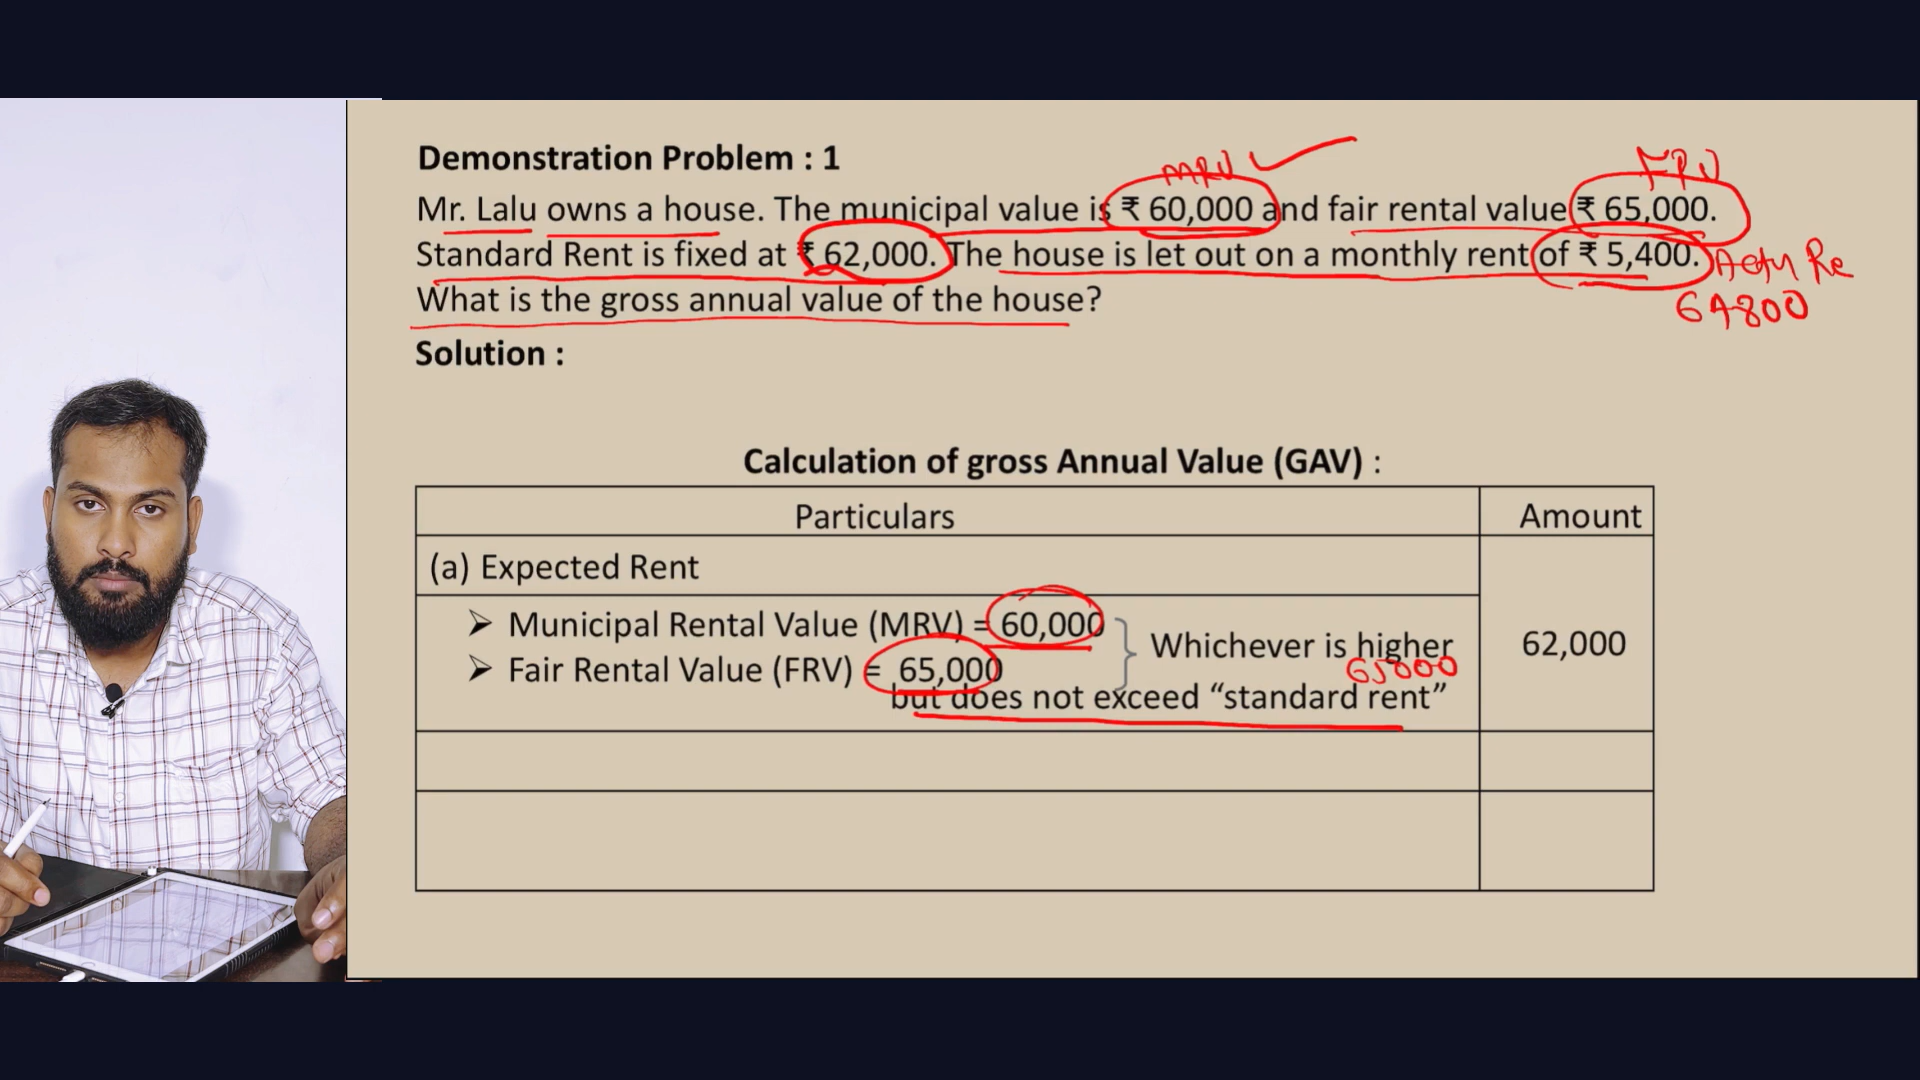 Demonstration Problem : 1
MRV
FRV
Mr. Lalu owns a house. The municipal value is ₹ 60,000 and fair rental value ₹ 65,000.
Standard Rent is fixed at ₹ 62,000. The house is let out on a monthly rent of ₹ 5,400.
64800
What is the gross annual value of the house?
Solution :
Calculation of gross Annual Value (GAV) :
Particulars
Amount
(a) Expected Rent
➢ Municipal Rental Value (MRV) = 60,000
➢ Fair Rental Value (FRV) = 65,000
Whichever is higher
65000
but does not exceed “standard rent”
62,000